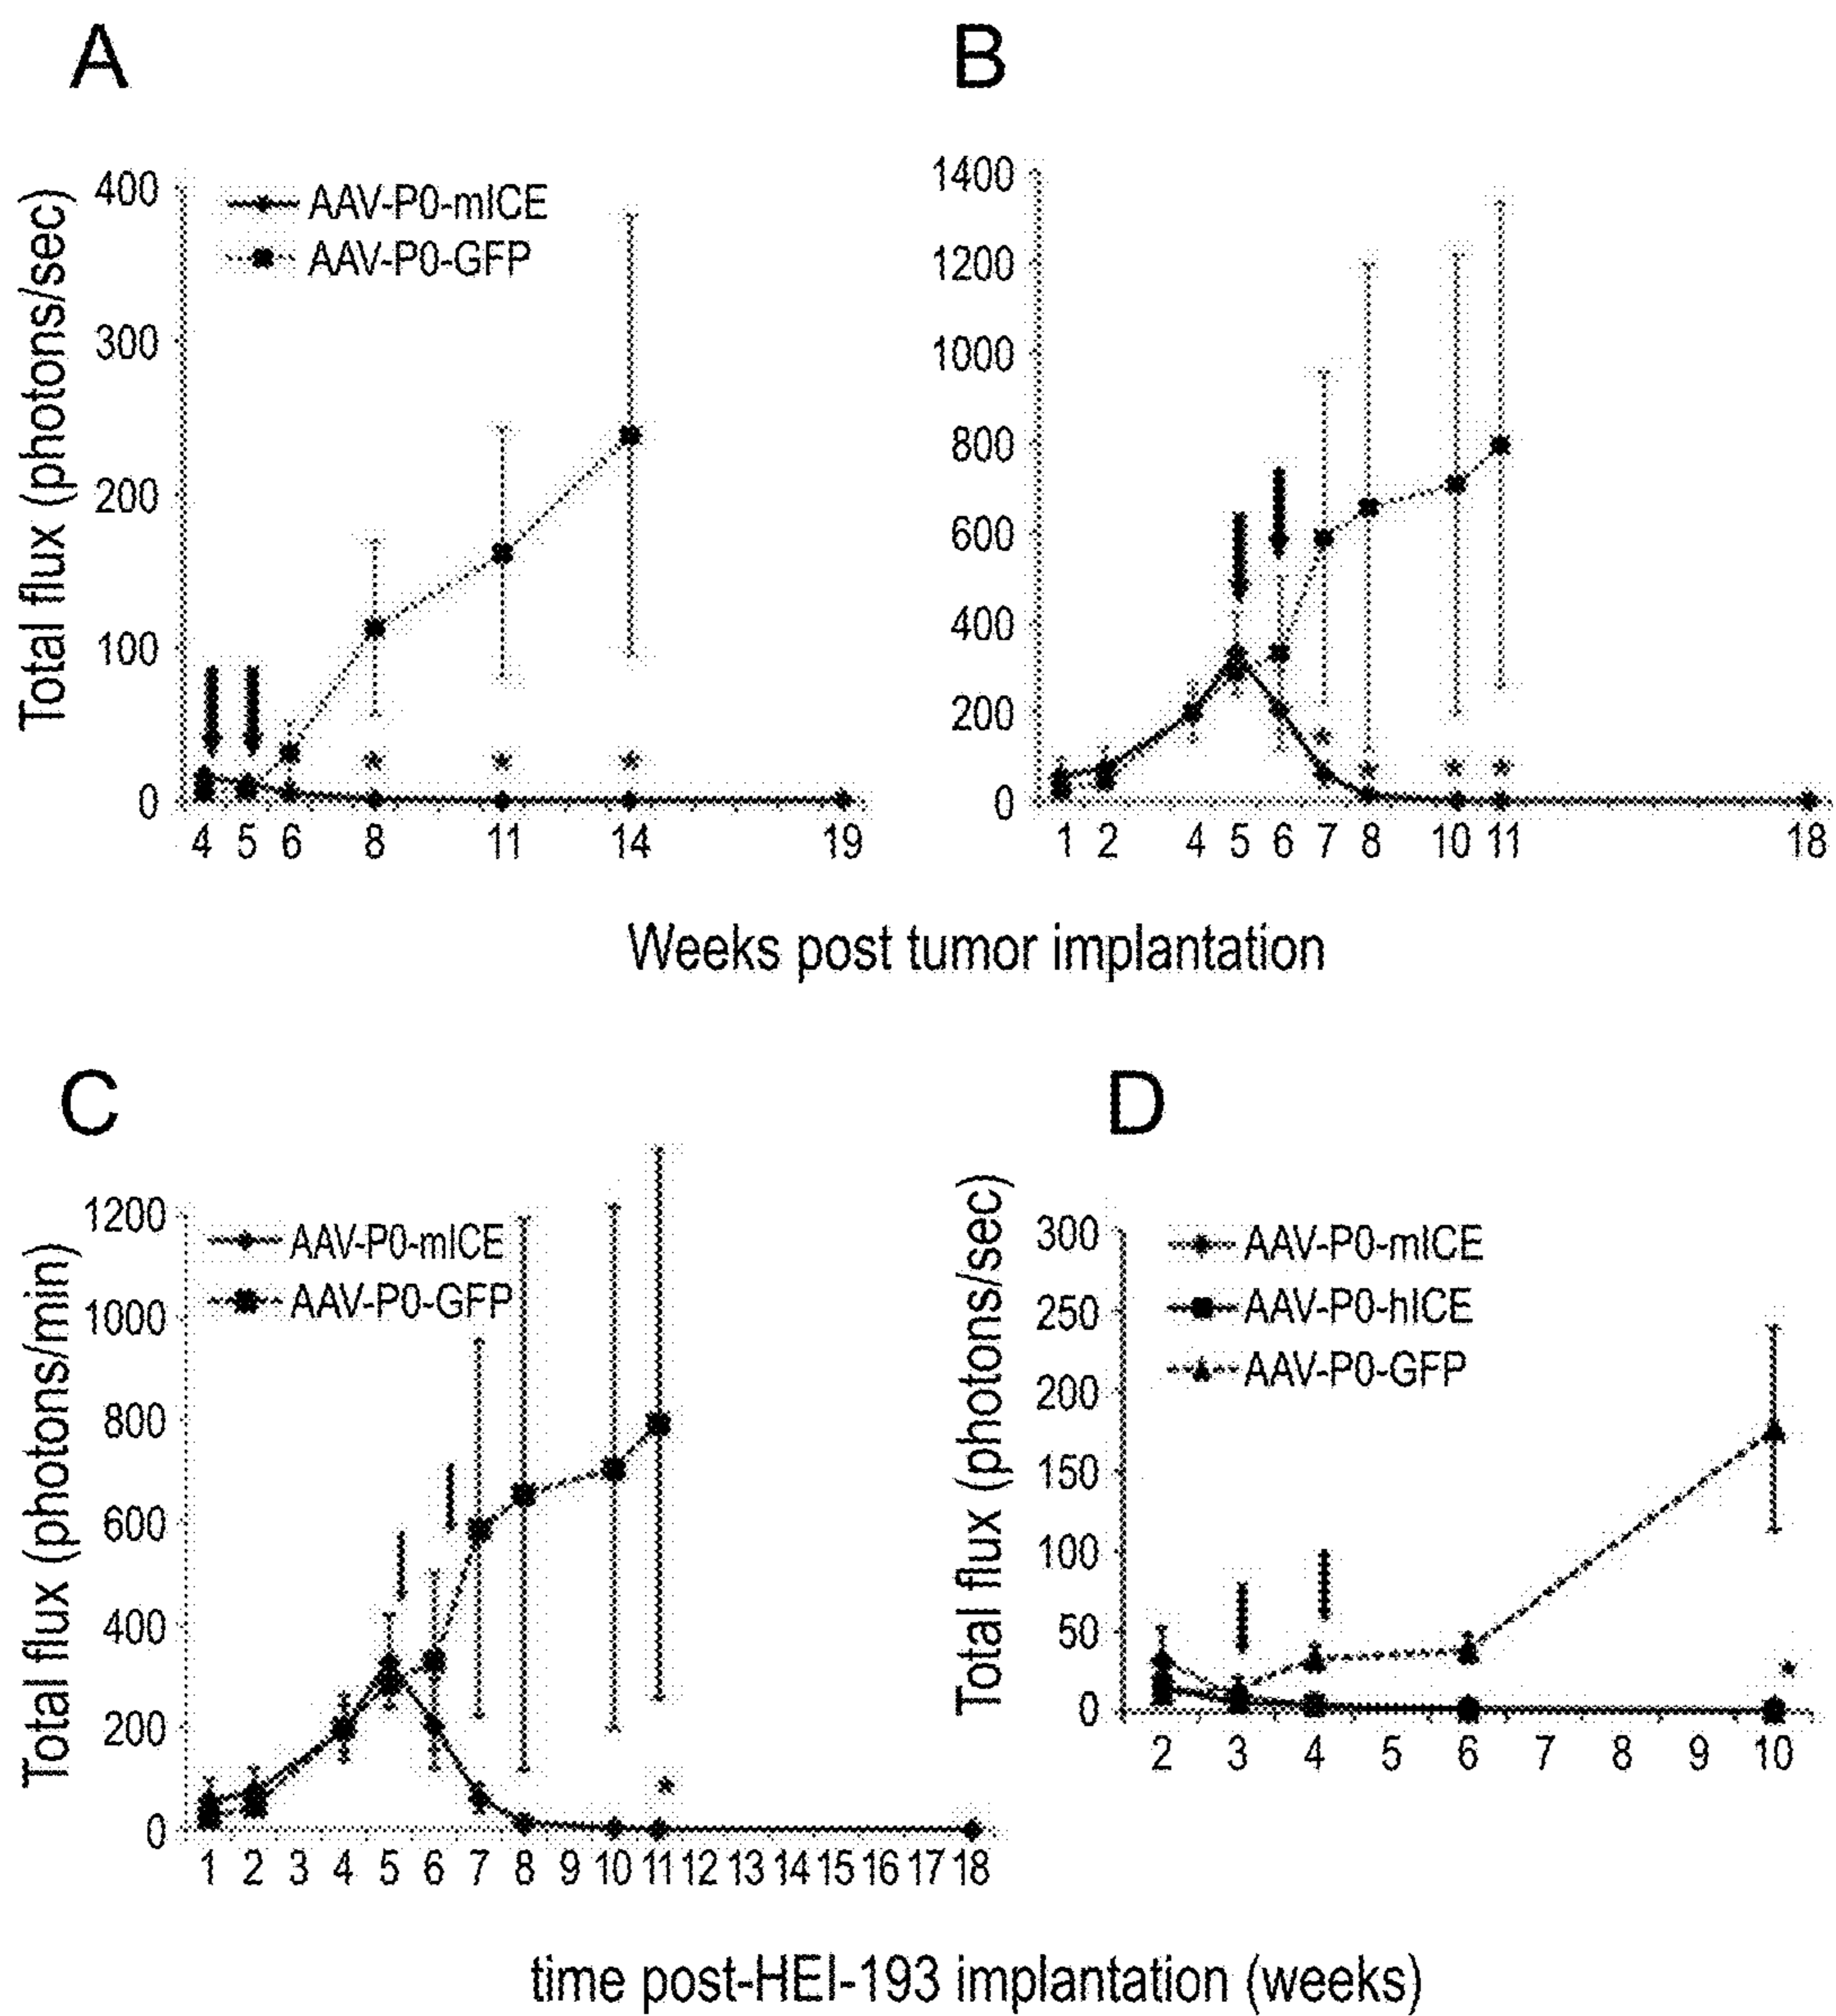 A
Total flux (photons/sec)
400
300
200
100
0
AAV-P0-mICE
AAV-P0-GFP
* * *
4 5 6 8 11 14 19
B
1400
1200
1000
800
600
400
200
0
* * * *
1 2 4 5 6 7 8 10 11 18
Weeks post tumor implantation
C
Total flux (photons/min)
1200
1000
800
600
400
200
0
AAV-P0-mICE
AAV-P0-GFP
*
1 2 3 4 5 6 7 8 9 10 11 12 13 14 15 16 17 18
D
Total flux (photons/sec)
300
250
200
150
100
50
0
AAV-P0-mICE
AAV-P0-hICE
AAV-P0-GFP
*
2 3 4 5 6 7 8 9 10
time post-HEI-193 implantation (weeks)